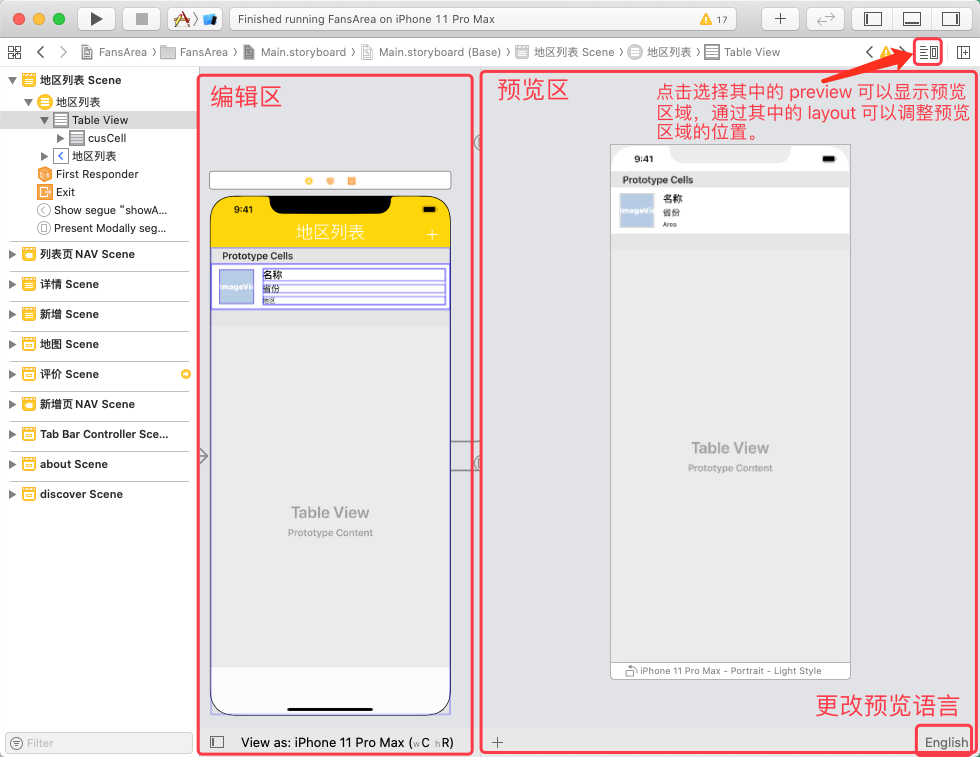 Finished running FansArea on iPhone 11 Pro Max
17
FansArea
FansArea
Main.storyboard
Main.storyboard (Base)
地区列表 Scene
地区列表
Table View
地区列表 Scene
地区列表
Table View
cusCell
地区列表
First Responder
Exit
Show segue “showA...
Present Modally seg...
列表页 NAV Scene
详情 Scene
新增 Scene
地图 Scene
评价 Scene
新增页 NAV Scene
Tab Bar Controller Sce...
about Scene
discover Scene
Filter
编辑区
9:41
地区列表
+
Prototype Cells
ImageVi
名称
省份
地区
Table View
Prototype Content
View as: iPhone 11 Pro Max (wC hR)
预览区
点击选择其中的 preview 可以显示预览
区域，通过其中的 layout 可以调整预览
区域的位置。
9:41
Prototype Cells
ImageVi
名称
省份
Area
Table View
Prototype Content
iPhone 11 Pro Max - Portrait - Light Style
更改预览语言
English